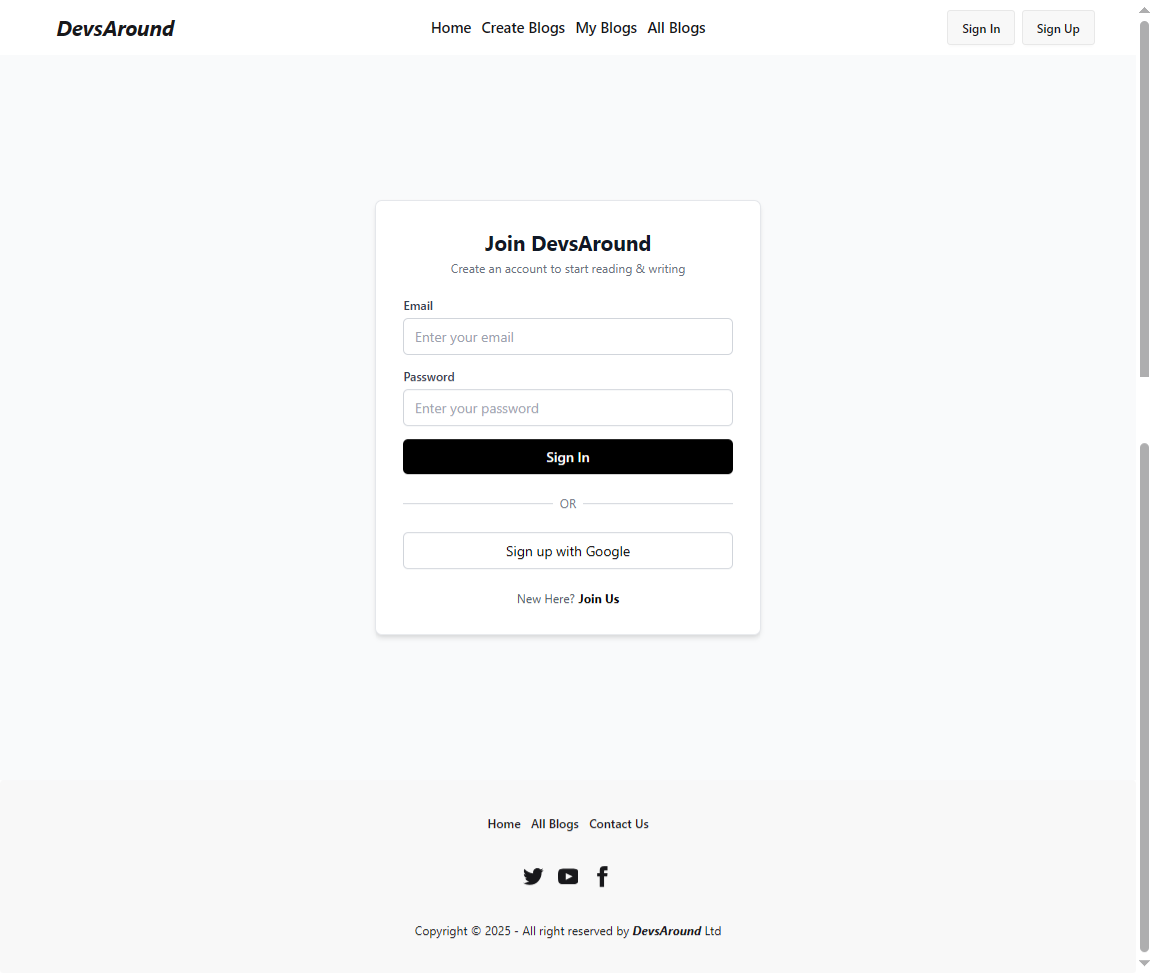 DevsAround Home Create Blogs My Blogs All Blogs Sign In Sign Up
Join DevsAround
Create an account to start reading & writing
Email
Enter your email
Password
Enter your password
Sign In
OR
Sign up with Google
New Here? Join Us
Home All Blogs Contact Us
Copyright © 2025 - All right reserved by DevsAround Ltd